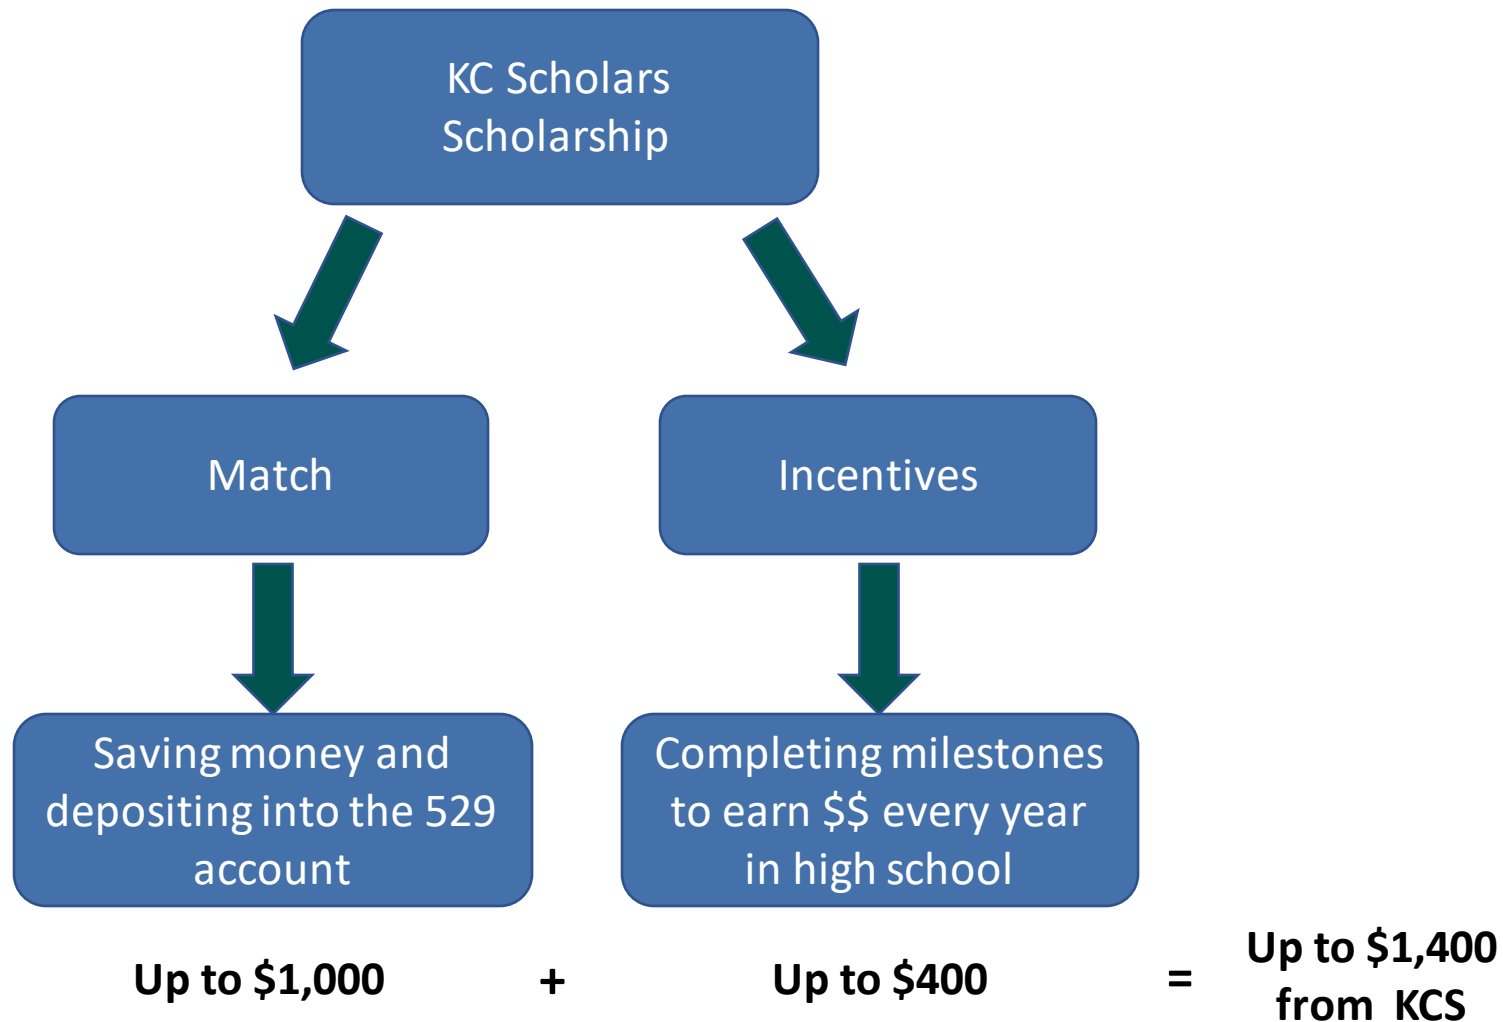 KC Scholars
Scholarship
Match
Incentives
Saving money and
depositing into the 529
account
Completing milestones
to earn $$ every year
in high school
Up to $1,000
+
Up to $400
=
Up to $1,400
from KCS